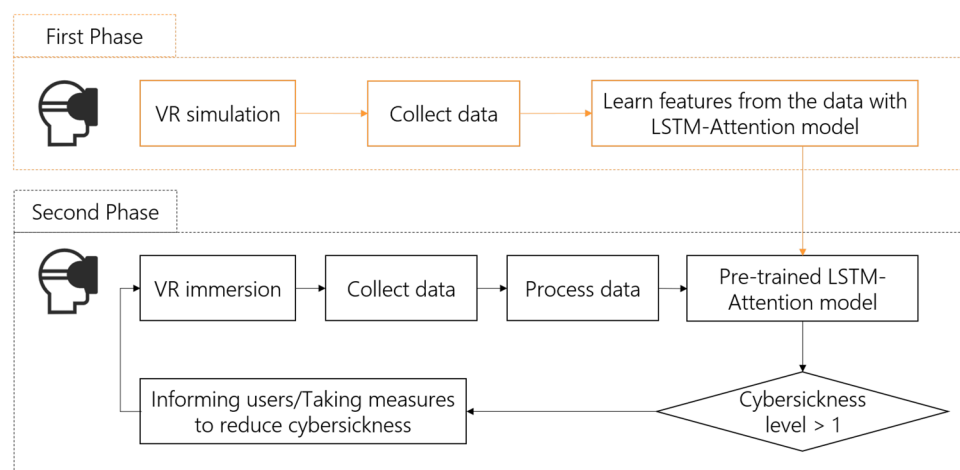 First Phase
VR simulation
Collect data
Learn features from the data with
LSTM-Attention model
Second Phase
VR immersion
Collect data
Process data
Pre-trained LSTM-
Attention model
Informing users/Taking measures
to reduce cybersickness
Cybersickness
level > 1